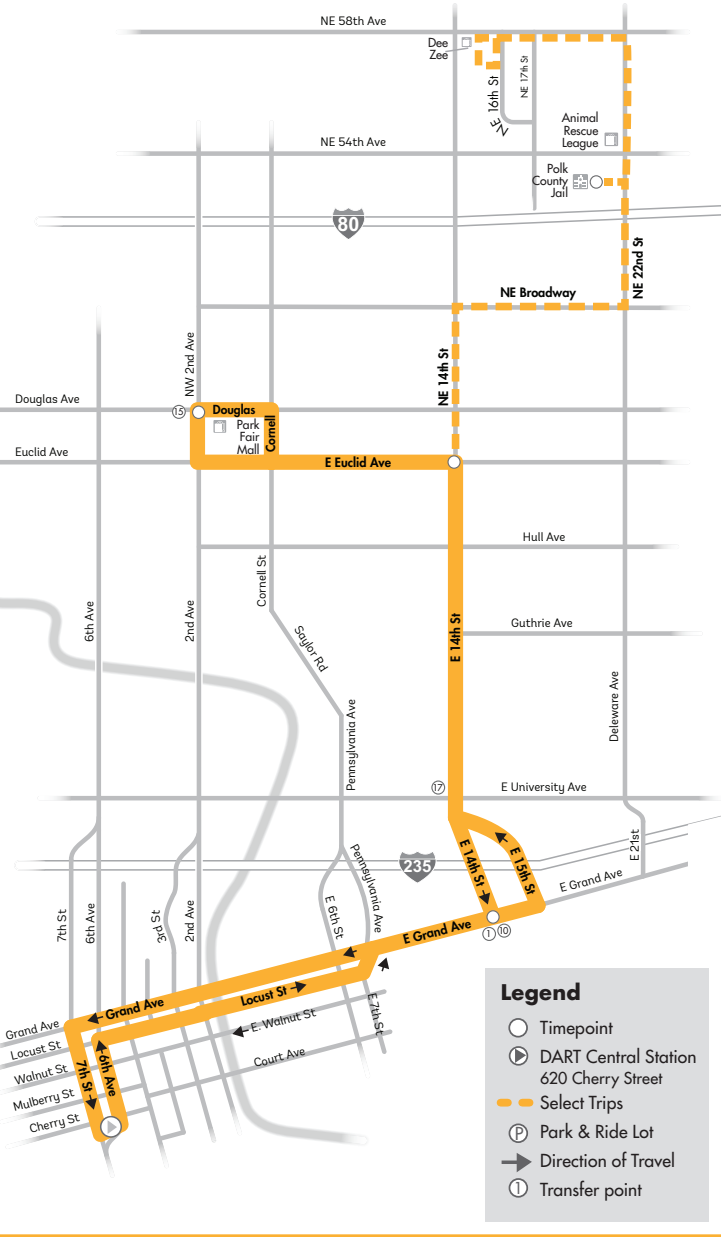 NE 58th Ave
Dee
Zee
NE 16th St
NE 17th St
Animal
Rescue
League
NE 54th Ave
Polk
County
Jail
80
NE 22nd St
NE Broadway
NW 2nd Ave
NE 14th St
Douglas Ave
15
Douglas
Park
Fair
Mall
Cornell
Euclid Ave
E Euclid Ave
Hull Ave
Cornell St
6th Ave
2nd Ave
Guthrie Ave
E 14th St
Saylor Rd
Deleware Ave
Pennsylvania Ave
17
E University Ave
E 21st
Pennsylvania Ave
235
E 14th St
E 15th St
E Grand Ave
7th St
6th Ave
3rd St
2nd Ave
E 6th St
E Grand Ave
1
10
Locust St
Grand Ave
E 7th St
E. Walnut St
Grand Ave
Locust St
Court Ave
Walnut St
7th St
6th Ave
Mulberry St
Cherry St
Legend
Timepoint
DART Central Station
620 Cherry Street
Select Trips
P Park & Ride Lot
Direction of Travel
1 Transfer point